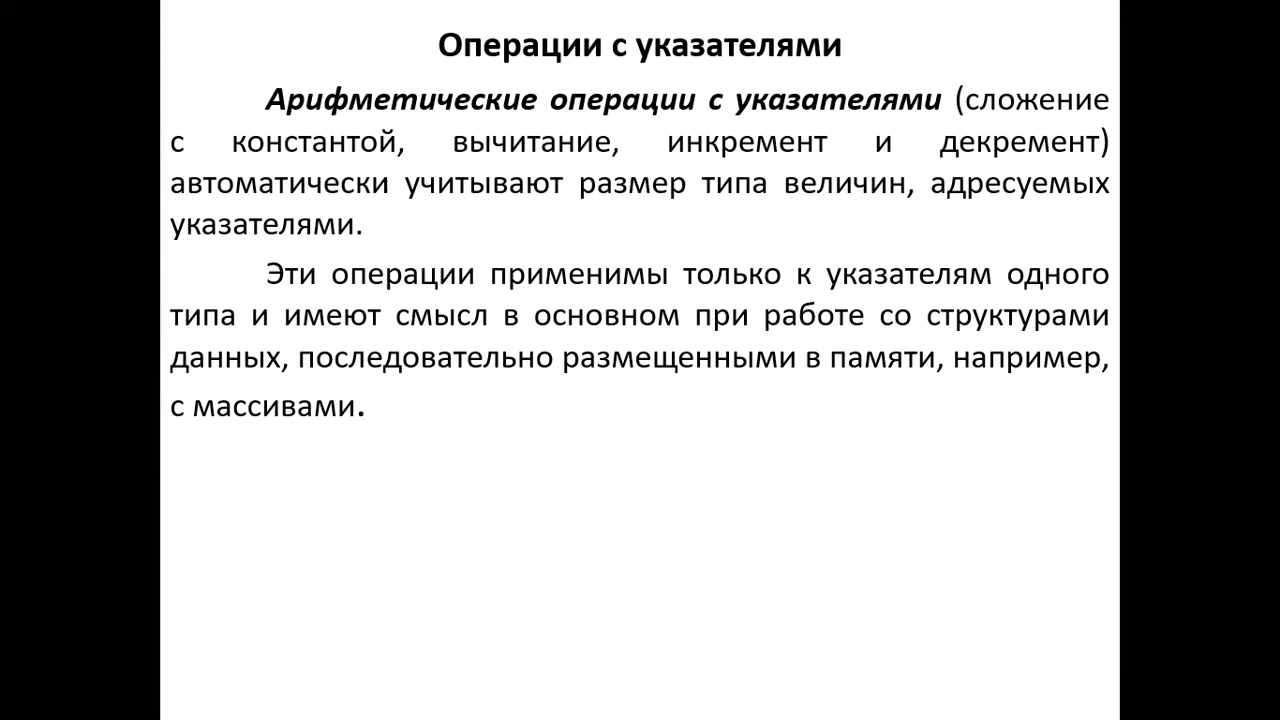 Операции с указателями
Арифметические операции с указателями (сложение
с константой, вычитание, инкремент и декремент)
автоматически учитывают размер типа величин, адресуемых
указателями.
Эти операции применимы только к указателям одного
типа и имеют смысл в основном при работе со структурами
данных, последовательно размещенными в памяти, например,
с массивами.